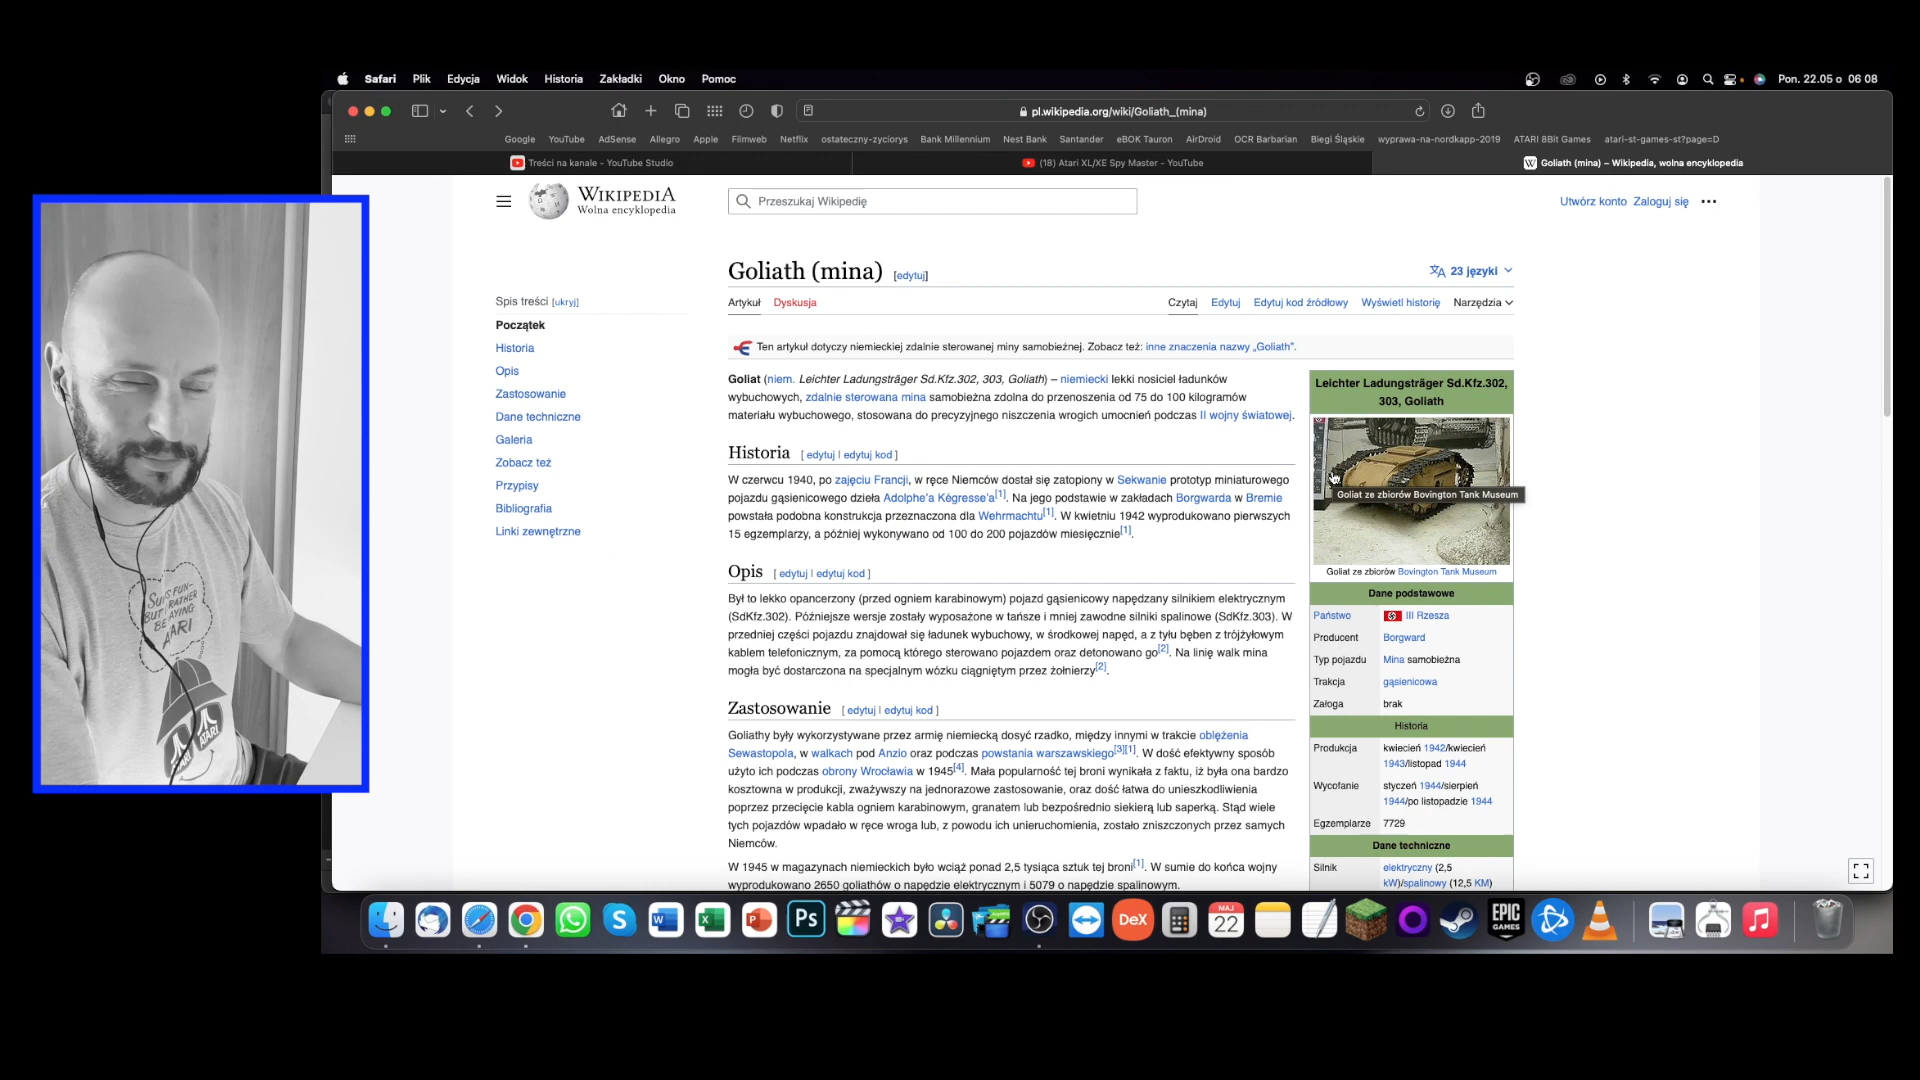 Safari Plik Edycja Widok Historia Zakładki Okno Pomoc
Pon. 22.05 o 06 08
pl.wikipedia.org/wiki/Goliath_(mina)
Google YouTube AdSense Allegro Apple Filmweb Netflix ostateczny-zyciorys Bank Millennium Nest Bank Santander eBOK Tauron AirDroid OCR Barbarian Biegi Śląskie wyprawa-na-nordkapp-2019 ATARI 8Bit Games atari-st-games-st?page=D
Treści na kanale – YouTube Studio
(18) Atari XL/XE Spy Master - YouTube
W Goliath (mina) – Wikipedia, wolna encyklopedia
WIKIPEDIA
Wolna encyklopedia
Przeszukaj Wikipedię
Utwórz konto Zaloguj się
Goliath (mina) [edytuj]
23 języki
Artykuł Dyskusja
Czytaj Edytuj Edytuj kod źródłowy Wyświetl historię Narzędzia
Spis treści [ukryj]
Początek
Historia
Opis
Zastosowanie
Dane techniczne
Galeria
Zobacz też
Przypisy
Bibliografia
Linki zewnętrzne
Ten artykuł dotyczy niemieckiej zdalnie sterowanej miny samobieżnej. Zobacz też: inne znaczenia nazwy „Goliath".
Goliat (niem. Leichter Ladungsträger Sd.Kfz.302, 303, Goliath) – niemiecki lekki nosiciel ładunków
wybuchowych, zdalnie sterowana mina samobieżna zdolna do przenoszenia od 75 do 100 kilogramów
materiału wybuchowego, stosowana do precyzyjnego niszczenia wrogich umocnień podczas II wojny światowej.
Historia [ edytuj | edytuj kod ]
W czerwcu 1940, po zajęciu Francji, w ręce Niemców dostał się zatopiony w Sekwanie prototyp miniaturowego
pojazdu gąsienicowego dzieła Adolphe'a Kégresse'a[1]. Na jego podstawie w zakładach Borgwarda w Bremie
powstała podobna konstrukcja przeznaczona dla Wehrmachtu[1]. W kwietniu 1942 wyprodukowano pierwszych
15 egzemplarzy, a później wykonywano od 100 do 200 pojazdów miesięcznie[1].
Opis [ edytuj | edytuj kod ]
Był to lekko opancerzony (przed ogniem karabinowym) pojazd gąsienicowy napędzany silnikiem elektrycznym
(SdKfz.302). Późniejsze wersje zostały wyposażone w tańsze i mniej zawodne silniki spalinowe (SdKfz.303). W
przedniej części pojazdu znajdował się ładunek wybuchowy, w środkowej napęd, a z tyłu bęben z trójżyłowym
kablem telefonicznym, za pomocą którego sterowano pojazdem oraz detonowano go[2]. Na linię walk mina
mogła być dostarczona na specjalnym wózku ciągniętym przez żołnierzy[2].
Zastosowanie [ edytuj | edytuj kod ]
Goliathy były wykorzystywane przez armię niemiecką dosyć rzadko, między innymi w trakcie oblężenia
Sewastopola, w walkach pod Anzio oraz podczas powstania warszawskiego[3][1]. W dość efektywny sposób
użyto ich podczas obrony Wrocławia w 1945[4]. Mała popularność tej broni wynikała z faktu, iż była ona bardzo
kosztowna w produkcji, zważywszy na jednorazowe zastosowanie, oraz dość łatwa do unieszkodliwienia
poprzez przecięcie kabla ogniem karabinowym, granatem lub bezpośrednio siekierą lub saperką. Stąd wiele
tych pojazdów wpadało w ręce wroga lub, z powodu ich unieruchomienia, zostało zniszczonych przez samych
Niemców.
W 1945 w magazynach niemieckich było wciąż ponad 2,5 tysiąca sztuk tej broni[1]. W sumie do końca wojny
wyprodukowano 2650 goliathów o napędzie elektrycznym i 5079 o napędzie spalinowym.
Leichter Ladungsträger Sd.Kfz.302,
303, Goliath
Goliat ze zbiorów Bovington Tank Museum
Goliat ze zbiorów Bovington Tank Museum
Dane podstawowe
Państwo III Rzesza
Producent Borgward
Typ pojazdu Mina samobieżna
Trakcja gąsienicowa
Załoga brak
Historia
Produkcja kwiecień 1942/kwiecień
1943/listopad 1944
Wycofanie styczeń 1944/sierpień
1944/po listopadzie 1944
Egzemplarze 7729
Dane techniczne
Silnik elektryczny (2,5
kW)/spalinowy (12,5 KM)
FUN-
RATHER
BE
ATARI
ATARI
ATARI
S W X P Ps DeX MAJ 22 EPIC GAMES